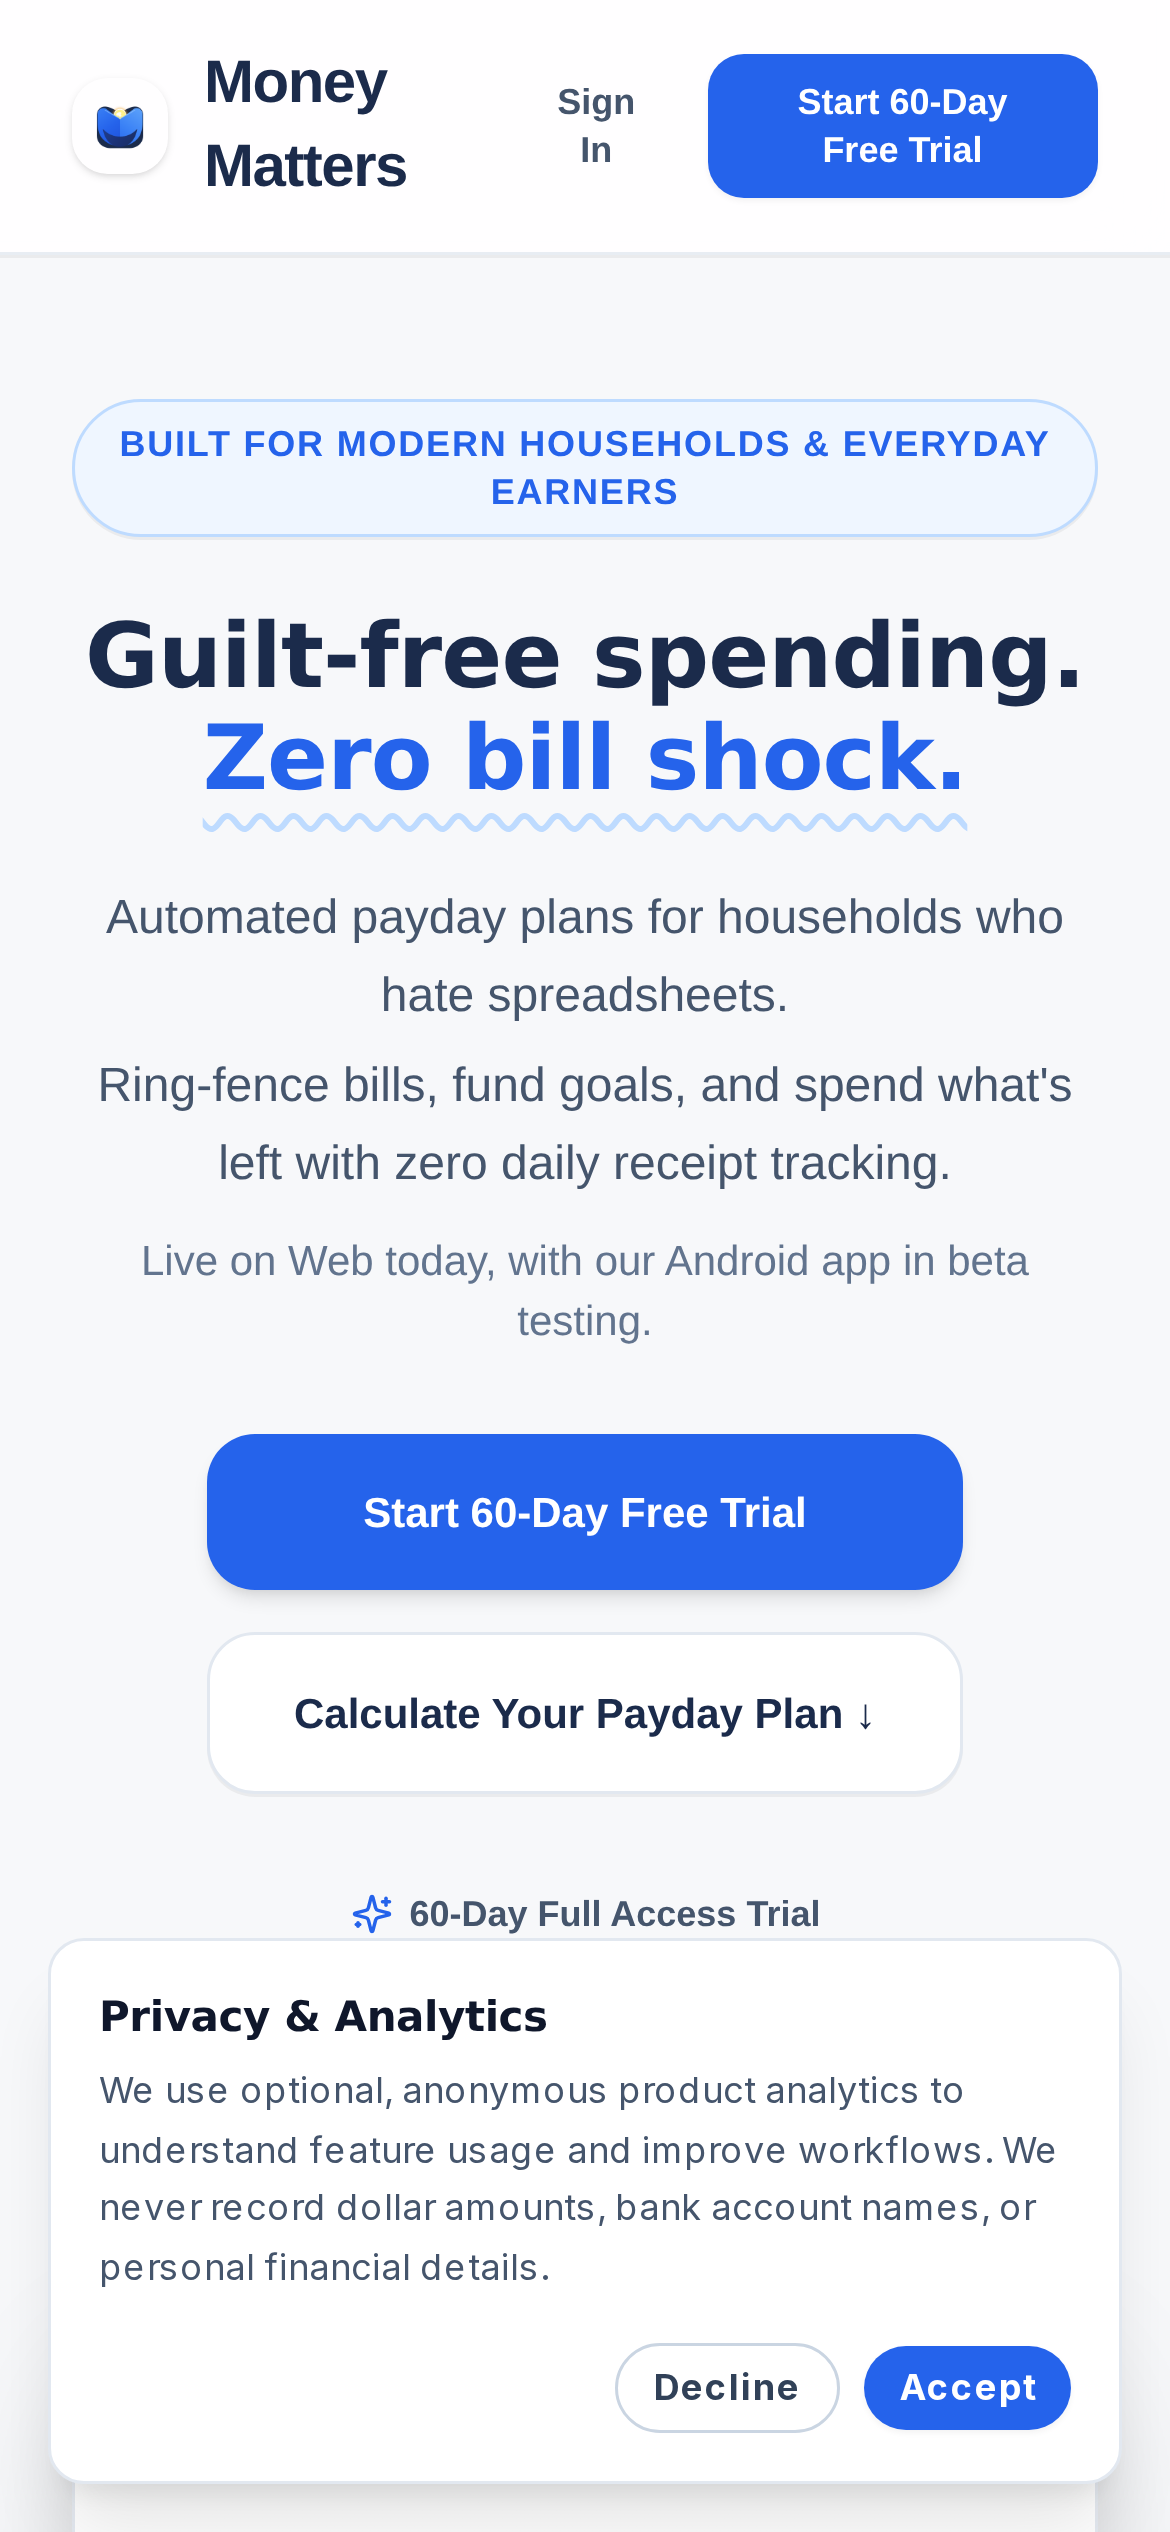 Money
Matters
Sign
In
Start 60-Day
Free Trial
BUILT FOR MODERN HOUSEHOLDS & EVERYDAY
EARNERS
Guilt-free spending.
Zero bill shock.
Automated payday plans for households who
hate spreadsheets.
Ring-fence bills, fund goals, and spend what's
left with zero daily receipt tracking.
Live on Web today, with our Android app in beta
testing.
Start 60-Day Free Trial
Calculate Your Payday Plan ↓
60-Day Full Access Trial
Privacy & Analytics
We use optional, anonymous product analytics to
understand feature usage and improve workflows. We
never record dollar amounts, bank account names, or
personal financial details.
Decline
Accept